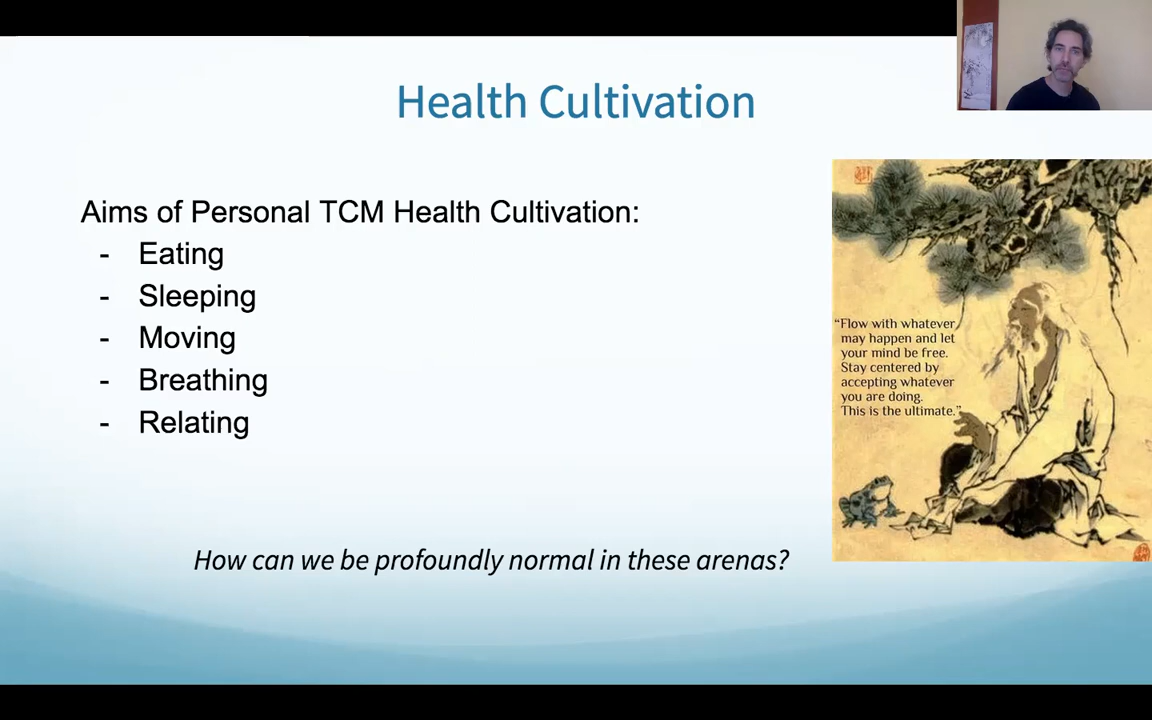 Health Cultivation
Aims of Personal TCM Health Cultivation:
- Eating
- Sleeping
- Moving
- Breathing
- Relating
"Flow with whatever
may happen and let
your mind be free.
Stay centered by
accepting whatever
you are doing.
This is the ultimate."
How can we be profoundly normal in these arenas?